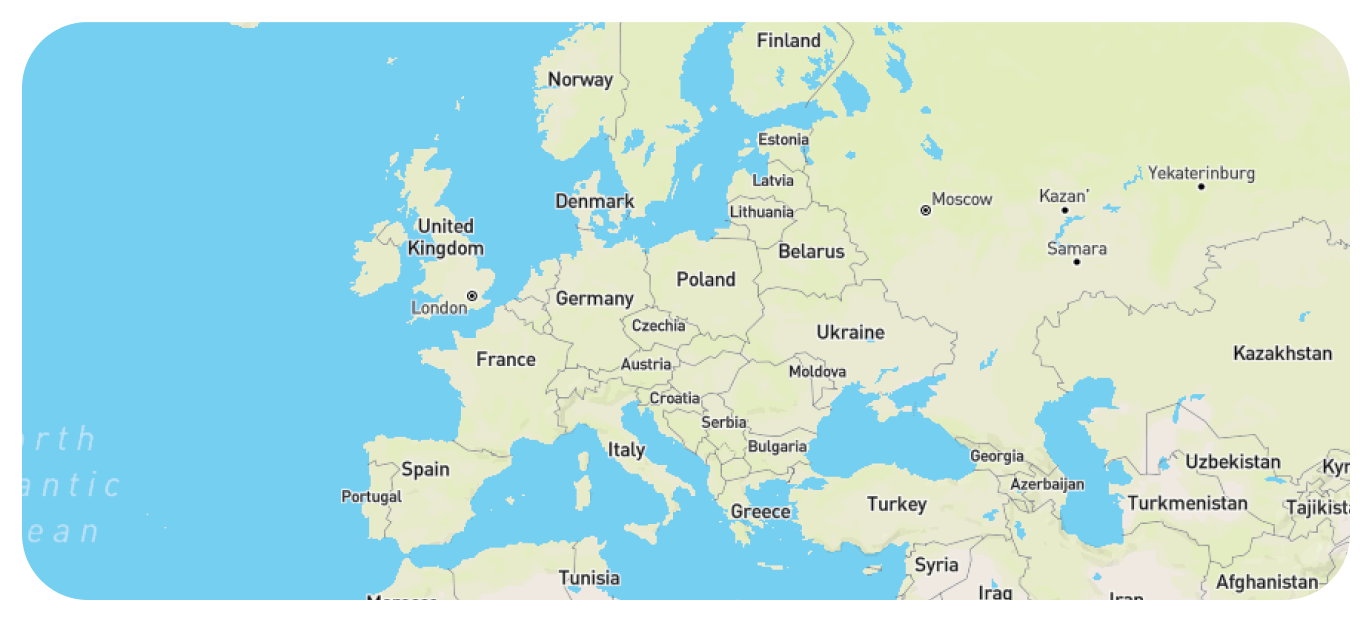 Finland
Norway
Estonia
Yekaterinburg
Latvia
Kazan'
Moscow
Denmark
Lithuania
United
Kingdom
Samara
Belarus
Poland
Germany
London
Czechia
Ukraine
Kazakhstan
France
Austria
Moldova
Croatia
Serbia
arth
Bulgaria
Italy
Georgia
Uzbekistan
Kyr
Spain
antic
Azerbaijan
Portugal
Turkmenistan
Turkey
Tajikista
Greece
ean
Syria
Tunisia
Afghanistan
Iraq
Iran
Morocco